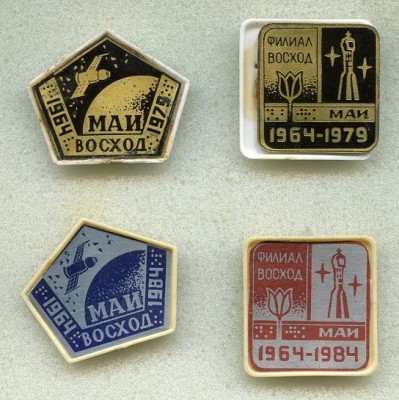 1964
МАИ
1979
ВОСХОД
ФИЛИАЛ
ВОСХОД
МАИ
1964-1979
1964
МАИ
1984
ВОСХОД
ФИЛИАЛ
ВОСХОД
МАИ
1964-1984